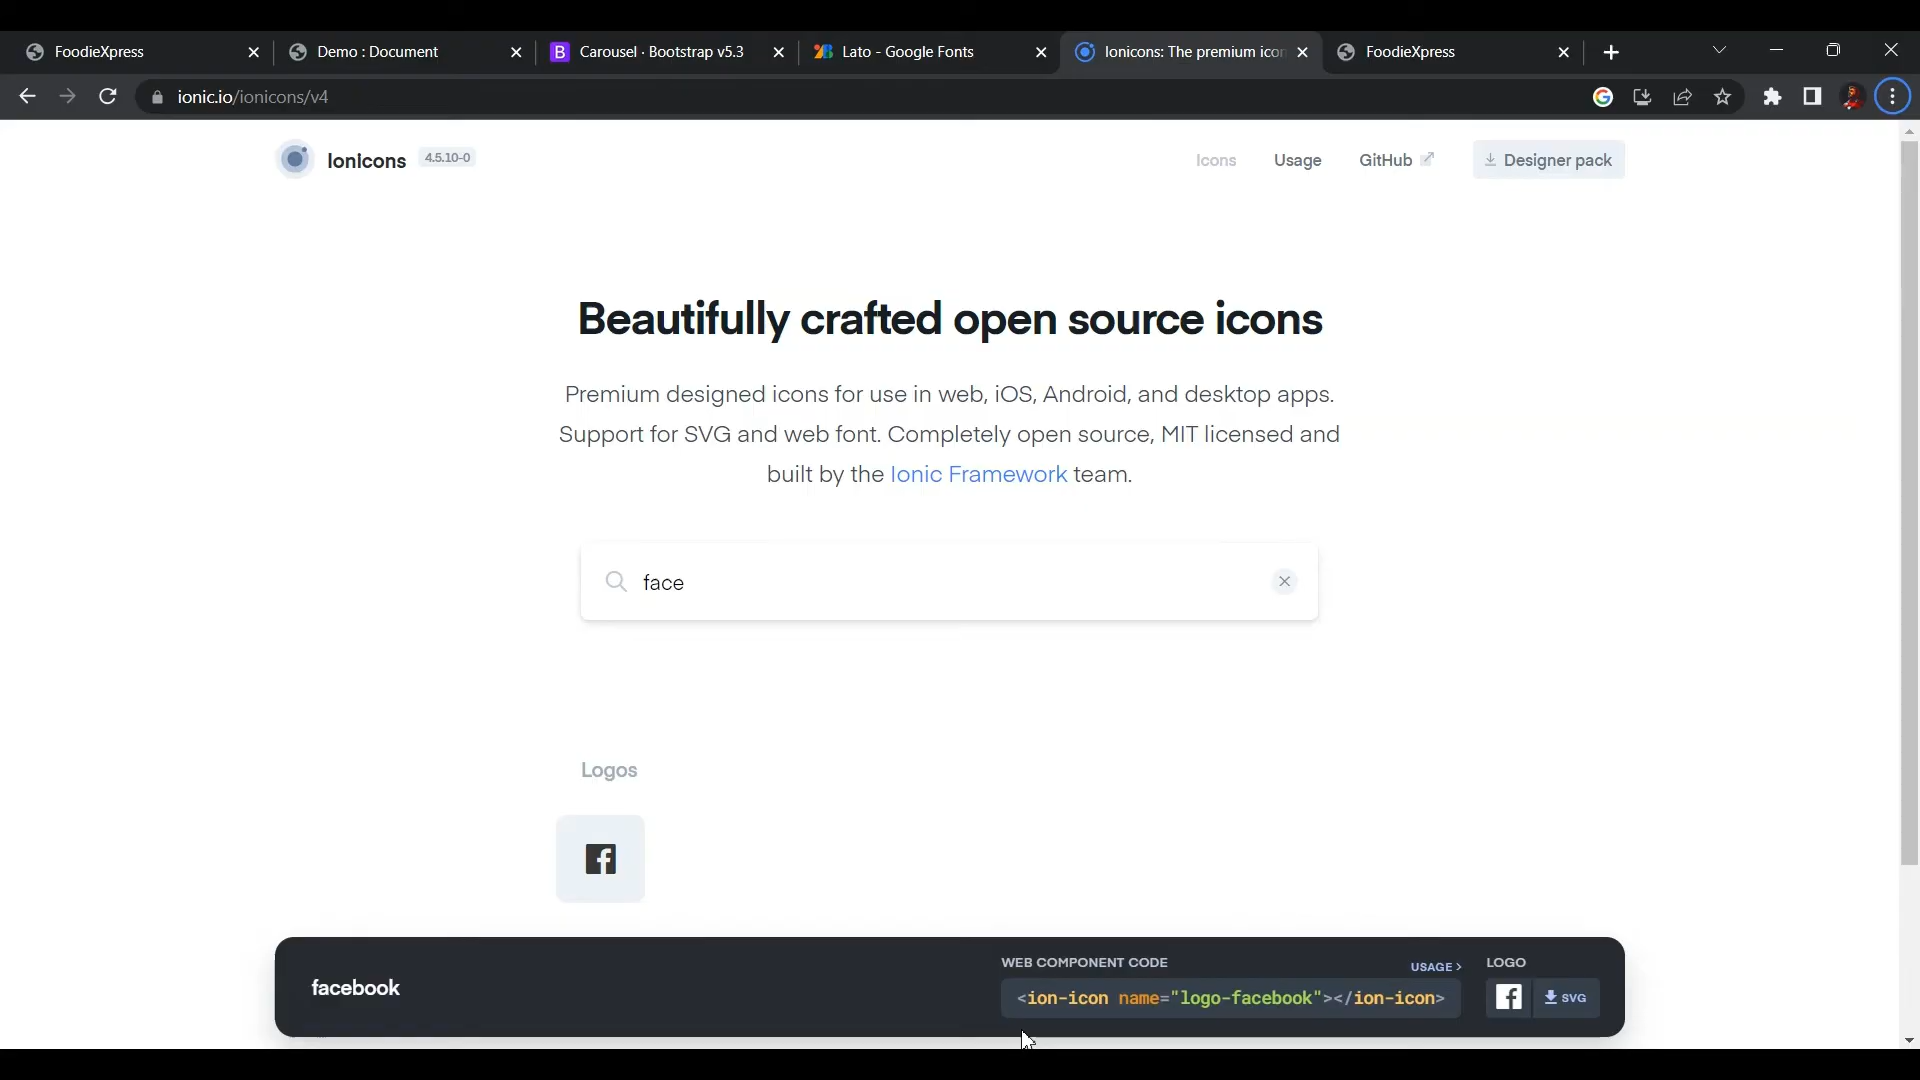 FoodieXpress
Demo : Document
Carousel · Bootstrap v5.3
Lato - Google Fonts
Ionicons: The premium icon
FoodieXpress
ionic.io/ionicons/v4
Ionicons
4.5.10-0
Icons
Usage
GitHub
Designer pack
Beautifully crafted open source icons
Premium designed icons for use in web, iOS, Android, and desktop apps.
Support for SVG and web font. Completely open source, MIT licensed and
built by the Ionic Framework team.
face
Logos
facebook
WEB COMPONENT CODE
USAGE >
<ion-icon name="logo-facebook"></ion-icon>
LOGO
SVG